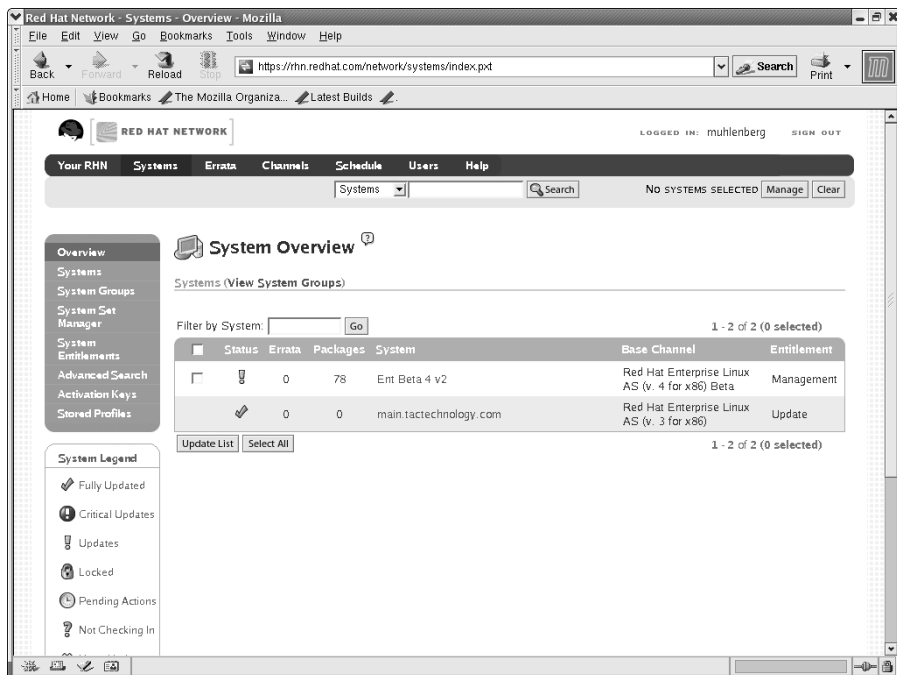 Red Hat Network - Systems - Overview - Mozilla
File Edit View Go Bookmarks Tools Window Help
Back Forward Reload Stop https://rhn.redhat.com/network/systems/index.pxt Search Print
Home Bookmarks The Mozilla Organiza... Latest Builds
RED HAT NETWORK LOGGED IN: muhlenberg SIGN OUT
Your RHN Systems Errata Channels Schedule Users Help
Systems Search NO SYSTEMS SELECTED Manage Clear
Overview
Systems
System Groups
System Set
Manager
System
Entitlements
Advanced Search
Activation Keys
Stored Profiles
System Legend
Fully Updated
Critical Updates
Updates
Locked
Pending Actions
Not Checking In
System Overview ?
Systems (View System Groups)
Filter by System: Go 1 - 2 of 2 (0 selected)
Status Errata Packages System Base Channel Entitlement
0 78 Ent Beta 4 v2 Red Hat Enterprise Linux
AS (v. 4 for x86) Beta Management
0 0 main.tactechnology.com Red Hat Enterprise Linux
AS (v. 3 for x86) Update
Update List Select All 1 - 2 of 2 (0 selected)